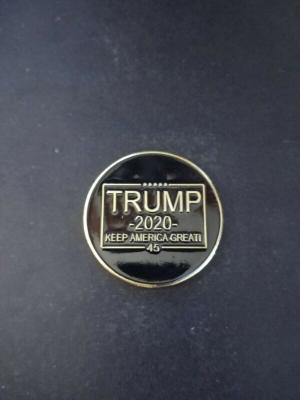 TRUMP
-2020-
KEEP AMERICA GREAT!
45